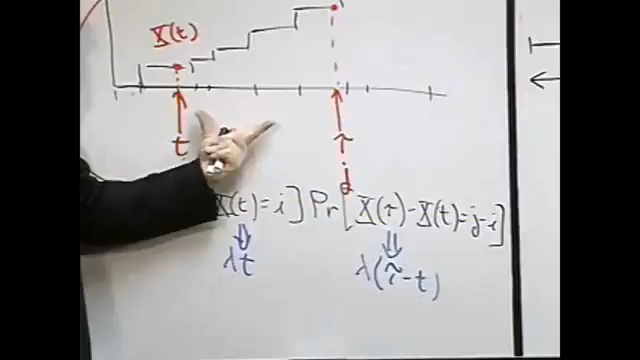 X(t)
t
τ
j
X(t)=i] Pr[X(τ)-X(t)=j-i]
λt
λ(τ-t)